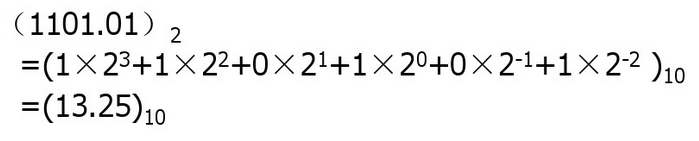 （1101.01）₂
=(1×2³+1×2²+0×2¹+1×2⁰+0×2⁻¹+1×2⁻² )₁₀
=(13.25)₁₀